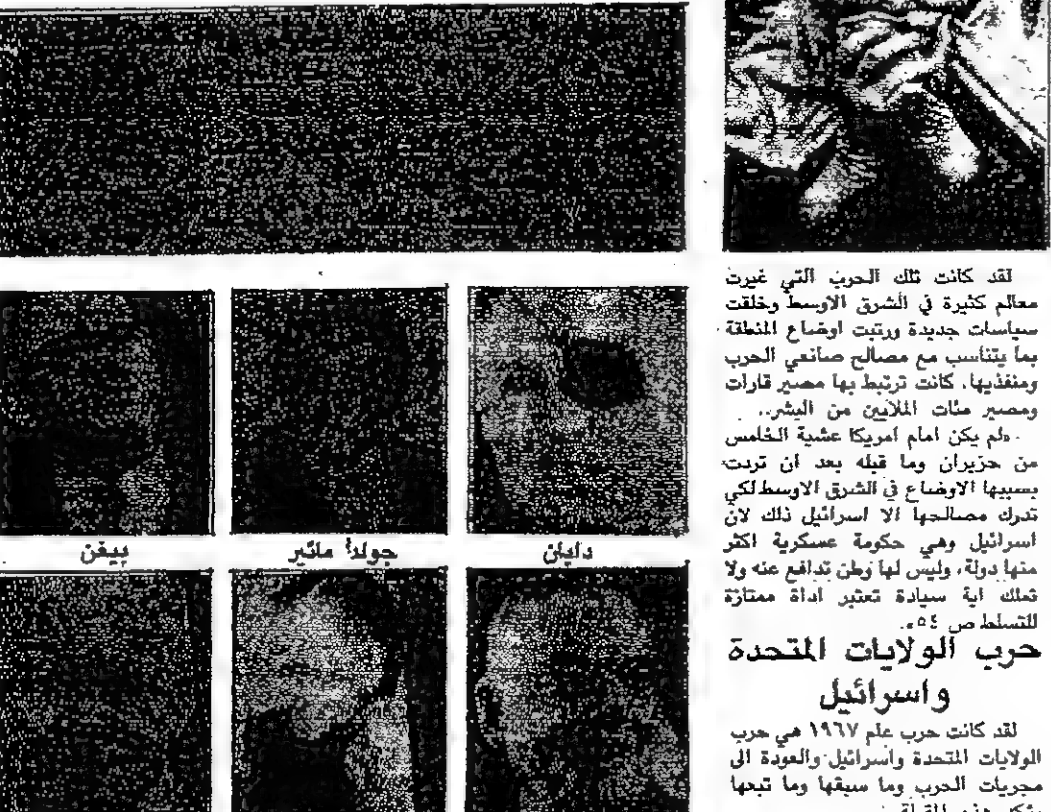 لقد كانت تلك الحرب التي غيرت
معالم كثيرة في الشرق الاوسط وخلقت
سياسات جديدة ورتبت اوضاع المنطقة
بما يتناسب مع مصالح صانعي الحرب
ومنفذيها، كانت ترتبط بها مصير قارات
ومصير مئات الملايين من البشر..
«لم يكن امام امريكا عشية الخامس
من حزيران وما قبله بعد ان تردت
بسببها الاوضاع في الشرق الاوسط لكي
تدرك مصالحها الا اسرائيل ذلك لان
اسرائيل وهي حكومة عسكرية اكثر
منها دولة، وليس لها وطن تدافع عنه ولا
تملك اية سيادة تعتبر اداة ممتازة
للتسلط ص ٥٤».
حرب الولايات المتحدة
واسرائيل
لقد كانت حرب عام ١٩٦٧ هي حرب
الولايات المتحدة واسرائيل والعودة الى
مجريات الحرب وما سبقها وما تبعها
دايان
جولدا مائير
بيغن